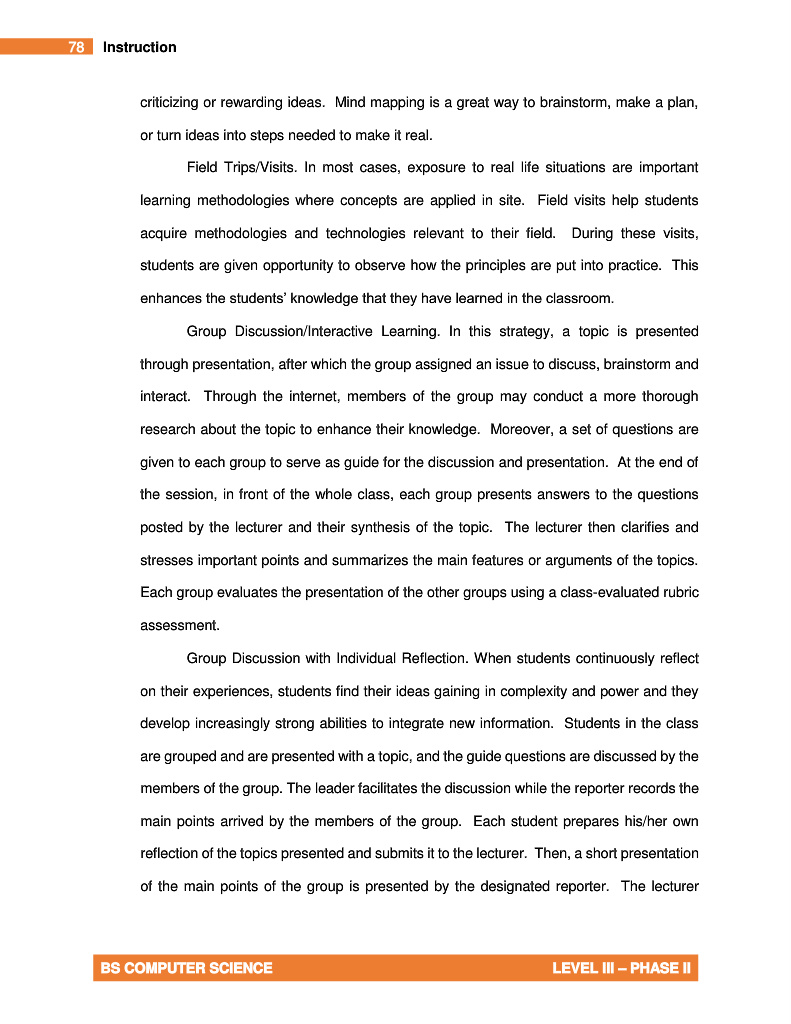 78 Instruction
criticizing or rewarding ideas.  Mind mapping is a great way to brainstorm, make a plan,
or turn ideas into steps needed to make it real.
Field Trips/Visits. In most cases, exposure to real life situations are important
learning methodologies where concepts are applied in site.  Field visits help students
acquire methodologies and technologies relevant to their field.  During these visits,
students are given opportunity to observe how the principles are put into practice.  This
enhances the students’ knowledge that they have learned in the classroom.
Group Discussion/Interactive Learning. In this strategy, a topic is presented
through presentation, after which the group assigned an issue to discuss, brainstorm and
interact.  Through the internet, members of the group may conduct a more thorough
research about the topic to enhance their knowledge.  Moreover, a set of questions are
given to each group to serve as guide for the discussion and presentation.  At the end of
the session, in front of the whole class, each group presents answers to the questions
posted by the lecturer and their synthesis of the topic.  The lecturer then clarifies and
stresses important points and summarizes the main features or arguments of the topics.
Each group evaluates the presentation of the other groups using a class-evaluated rubric
assessment.
Group Discussion with Individual Reflection. When students continuously reflect
on their experiences, students find their ideas gaining in complexity and power and they
develop increasingly strong abilities to integrate new information.  Students in the class
are grouped and are presented with a topic, and the guide questions are discussed by the
members of the group. The leader facilitates the discussion while the reporter records the
main points arrived by the members of the group.  Each student prepares his/her own
reflection of the topics presented and submits it to the lecturer.  Then, a short presentation
of the main points of the group is presented by the designated reporter.  The lecturer
BS COMPUTER SCIENCE LEVEL III – PHASE II